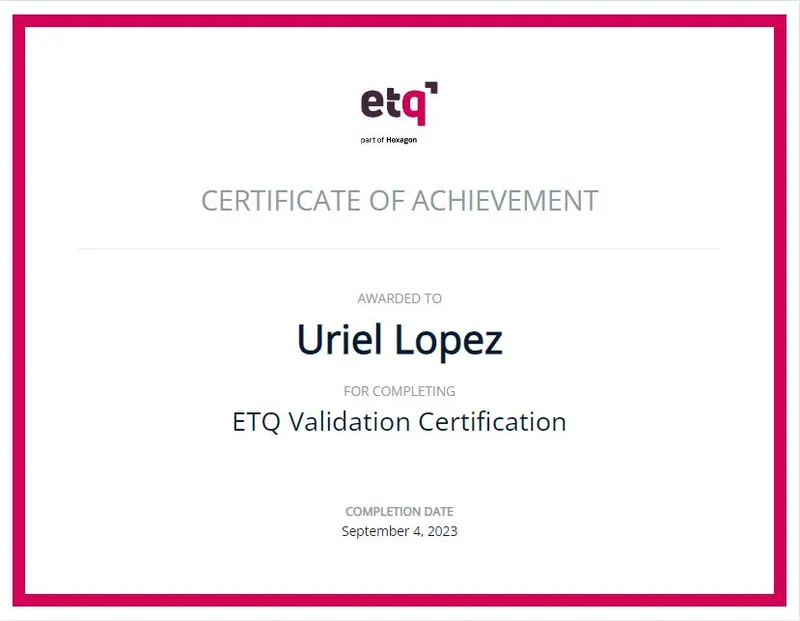 etq
part of Hexagon
CERTIFICATE OF ACHIEVEMENT
AWARDED TO
Uriel Lopez
FOR COMPLETING
ETQ Validation Certification
COMPLETION DATE
September 4, 2023